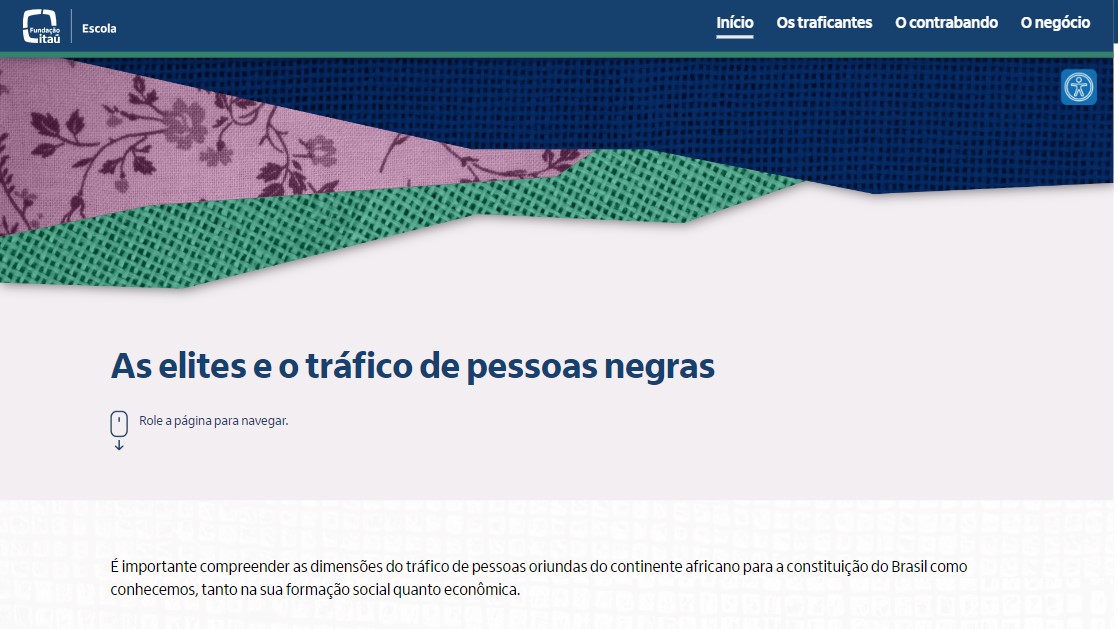 Fundação
itaú
Escola
Início
Os traficantes
O contrabando
O negócio
As elites e o tráfico de pessoas negras
Role a página para navegar.
É importante compreender as dimensões do tráfico de pessoas oriundas do continente africano para a constituição do Brasil como
conhecemos, tanto na sua formação social quanto econômica.